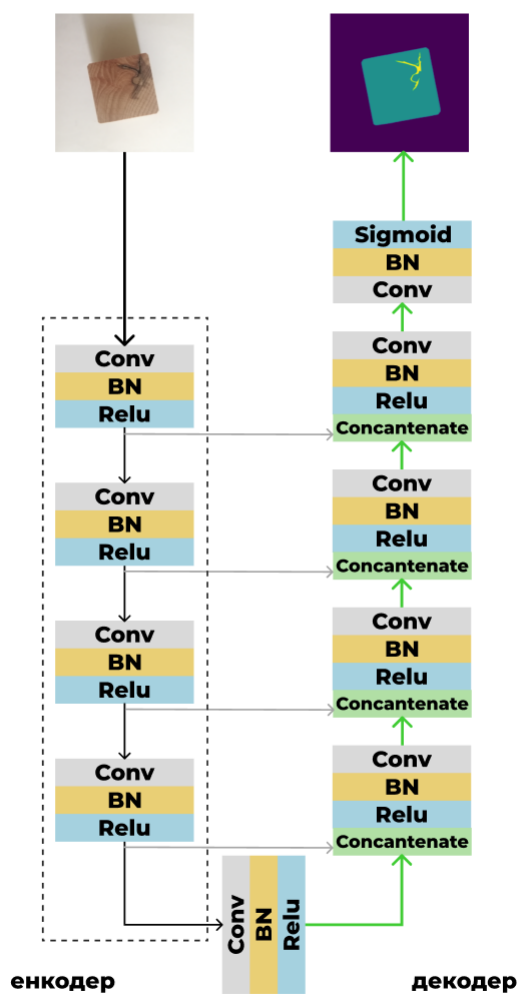 Sigmoid
BN
Conv
Conv
BN
Relu
Concantenate
Conv
BN
Relu
Conv
BN
Relu
Concantenate
Conv
BN
Relu
Conv
BN
Relu
Concantenate
Conv
BN
Relu
Conv
BN
Relu
Concantenate
Conv
BN
Relu
Conv
BN
Relu
енкодер
декодер